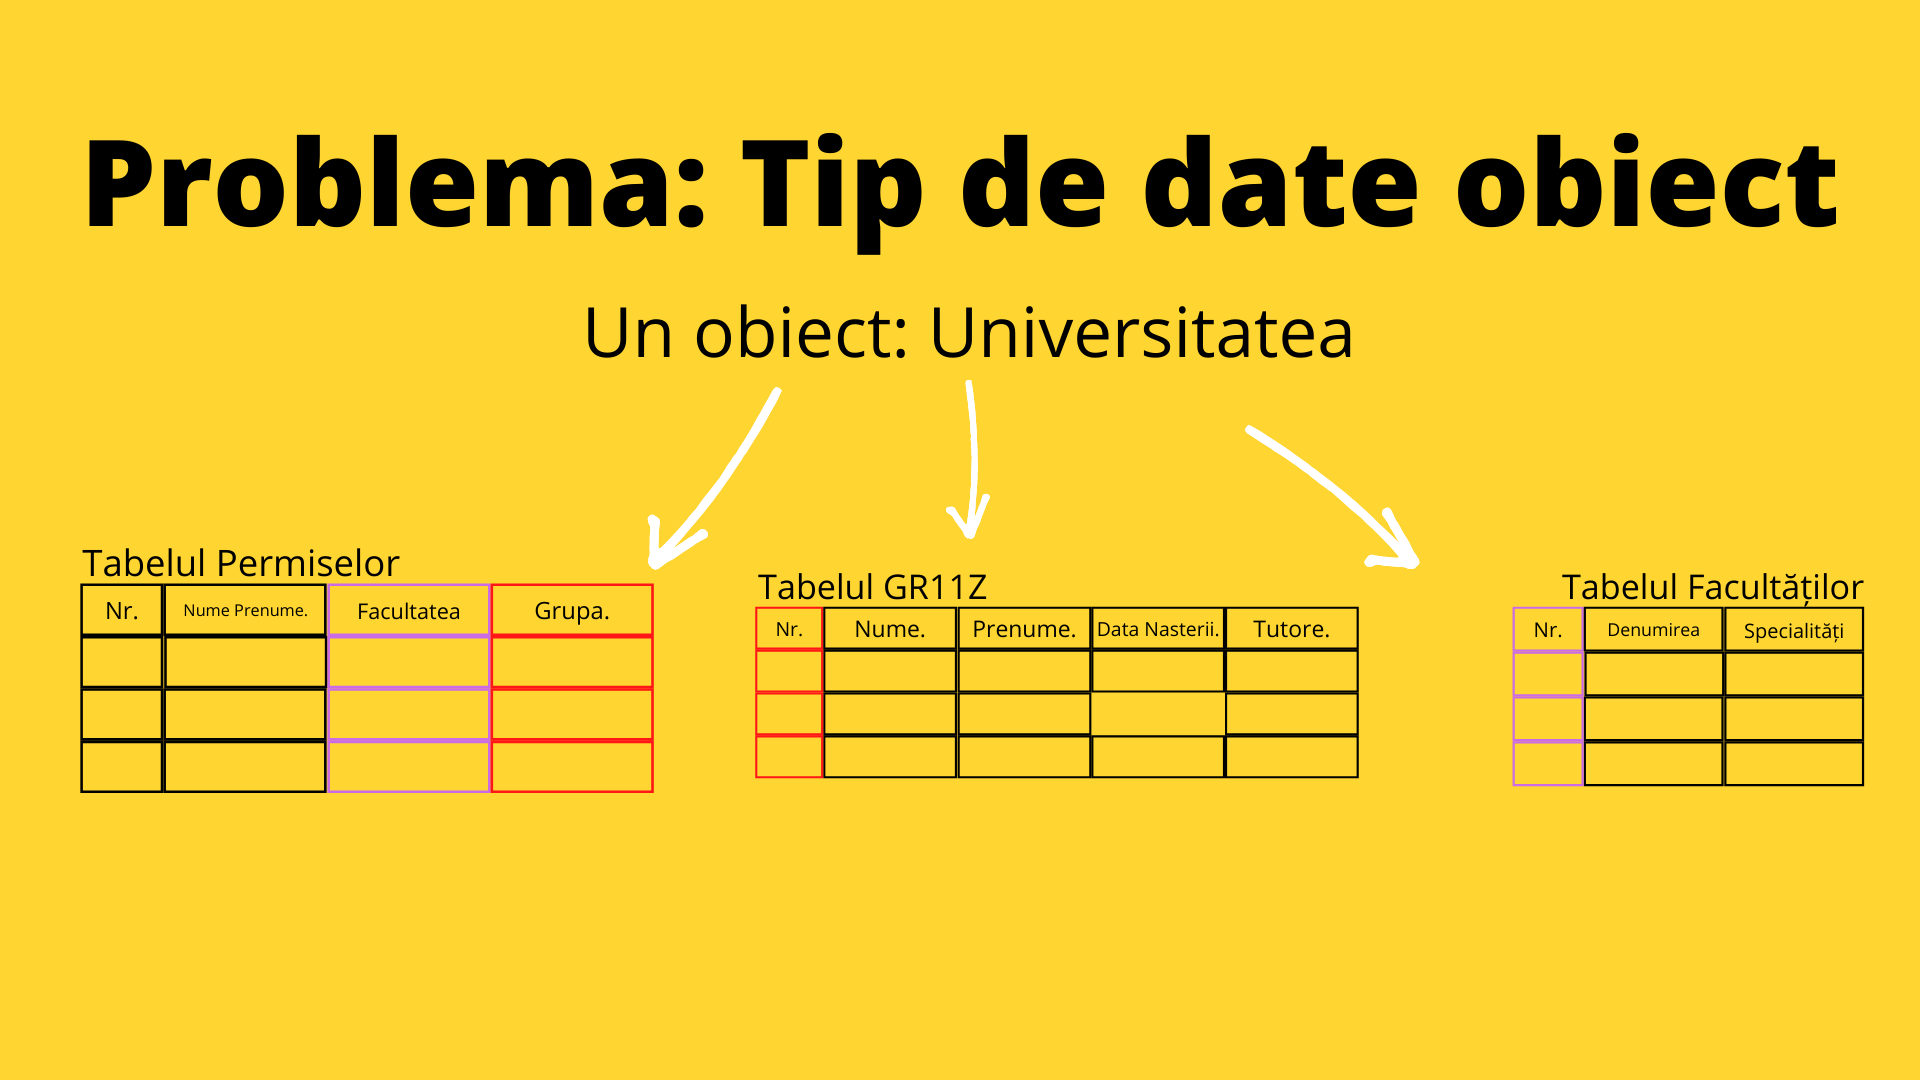 Problema: Tip de date obiect
Un obiect: Universitatea
Tabelul Permiselor
Nr. Nume Prenume. Facultatea Grupa.
Tabelul GR11Z
Nr. Nume. Prenume. Data Nasterii. Tutore.
Tabelul Facultăților
Nr. Denumirea Specialități